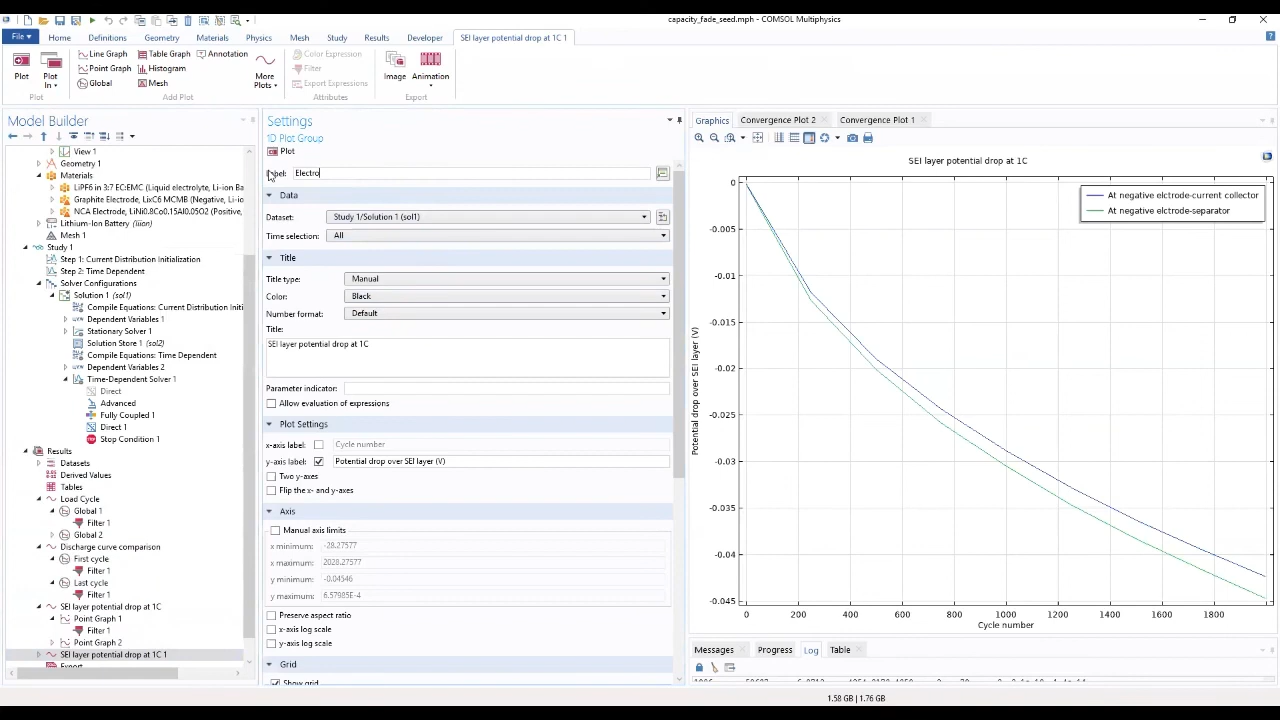 capacity_fade_seed.mph - COMSOL Multiphysics
File
Home
Definitions
Geometry
Materials
Physics
Mesh
Study
Results
Developer
SEI layer potential drop at 1C 1
Plot
Plot In
Plot
Line Graph
Point Graph
Global
Table Graph
Histogram
Mesh
Annotation
More Plots
Add Plot
Color Expression
Filter
Export Expressions
Attributes
Image
Animation
Export
Model Builder
View 1
Geometry 1
Materials
LiPF6 in 3:7 EC:EMC (Liquid electrolyte, Li-ion Ba
Graphite Electrode, LixC6 MCMB (Negative, Li-io
NCA Electrode, LiNi0.8Co0.15Al0.05O2 (Positive,
Lithium-Ion Battery (liion)
Mesh 1
Study 1
Step 1: Current Distribution Initialization
Step 2: Time Dependent
Solver Configurations
Solution 1 (sol1)
Compile Equations: Current Distribution Initi
Dependent Variables 1
Stationary Solver 1
Solution Store 1 (sol2)
Compile Equations: Time Dependent
Dependent Variables 2
Time-Dependent Solver 1
Direct
Advanced
Fully Coupled 1
Direct 1
Stop Condition 1
Results
Datasets
Derived Values
Tables
Load Cycle
Global 1
Filter 1
Global 2
Discharge curve comparison
First cycle
Filter 1
Last cycle
Filter 1
SEI layer potential drop at 1C
Point Graph 1
Filter 1
Point Graph 2
SEI layer potential drop at 1C 1
Export
Settings
1D Plot Group
Plot
Label: Electro
Data
Dataset: Study 1/Solution 1 (sol1)
Time selection: All
Title
Title type: Manual
Color: Black
Number format: Default
Title:
SEI layer potential drop at 1C
Parameter indicator:
Allow evaluation of expressions
Plot Settings
x-axis label: Cycle number
y-axis label: Potential drop over SEI layer (V)
Two y-axes
Flip the x- and y-axes
Axis
Manual axis limits
x minimum: -28.27577
x maximum: 2028.27577
y minimum: -0.04546
y maximum: 6.57985E-4
Preserve aspect ratio
x-axis log scale
y-axis log scale
Grid
Show grid
Graphics
Convergence Plot 2
Convergence Plot 1
SEI layer potential drop at 1C
At negative elctrode-current collector
At negative elctrode-separator
0
-0.005
-0.01
-0.015
-0.02
-0.025
-0.03
-0.035
-0.04
-0.045
Potential drop over SEI layer (V)
0 200 400 600 800 1000 1200 1400 1600 1800
Cycle number
Messages
Progress
Log
Table
1.58 GB | 1.76 GB